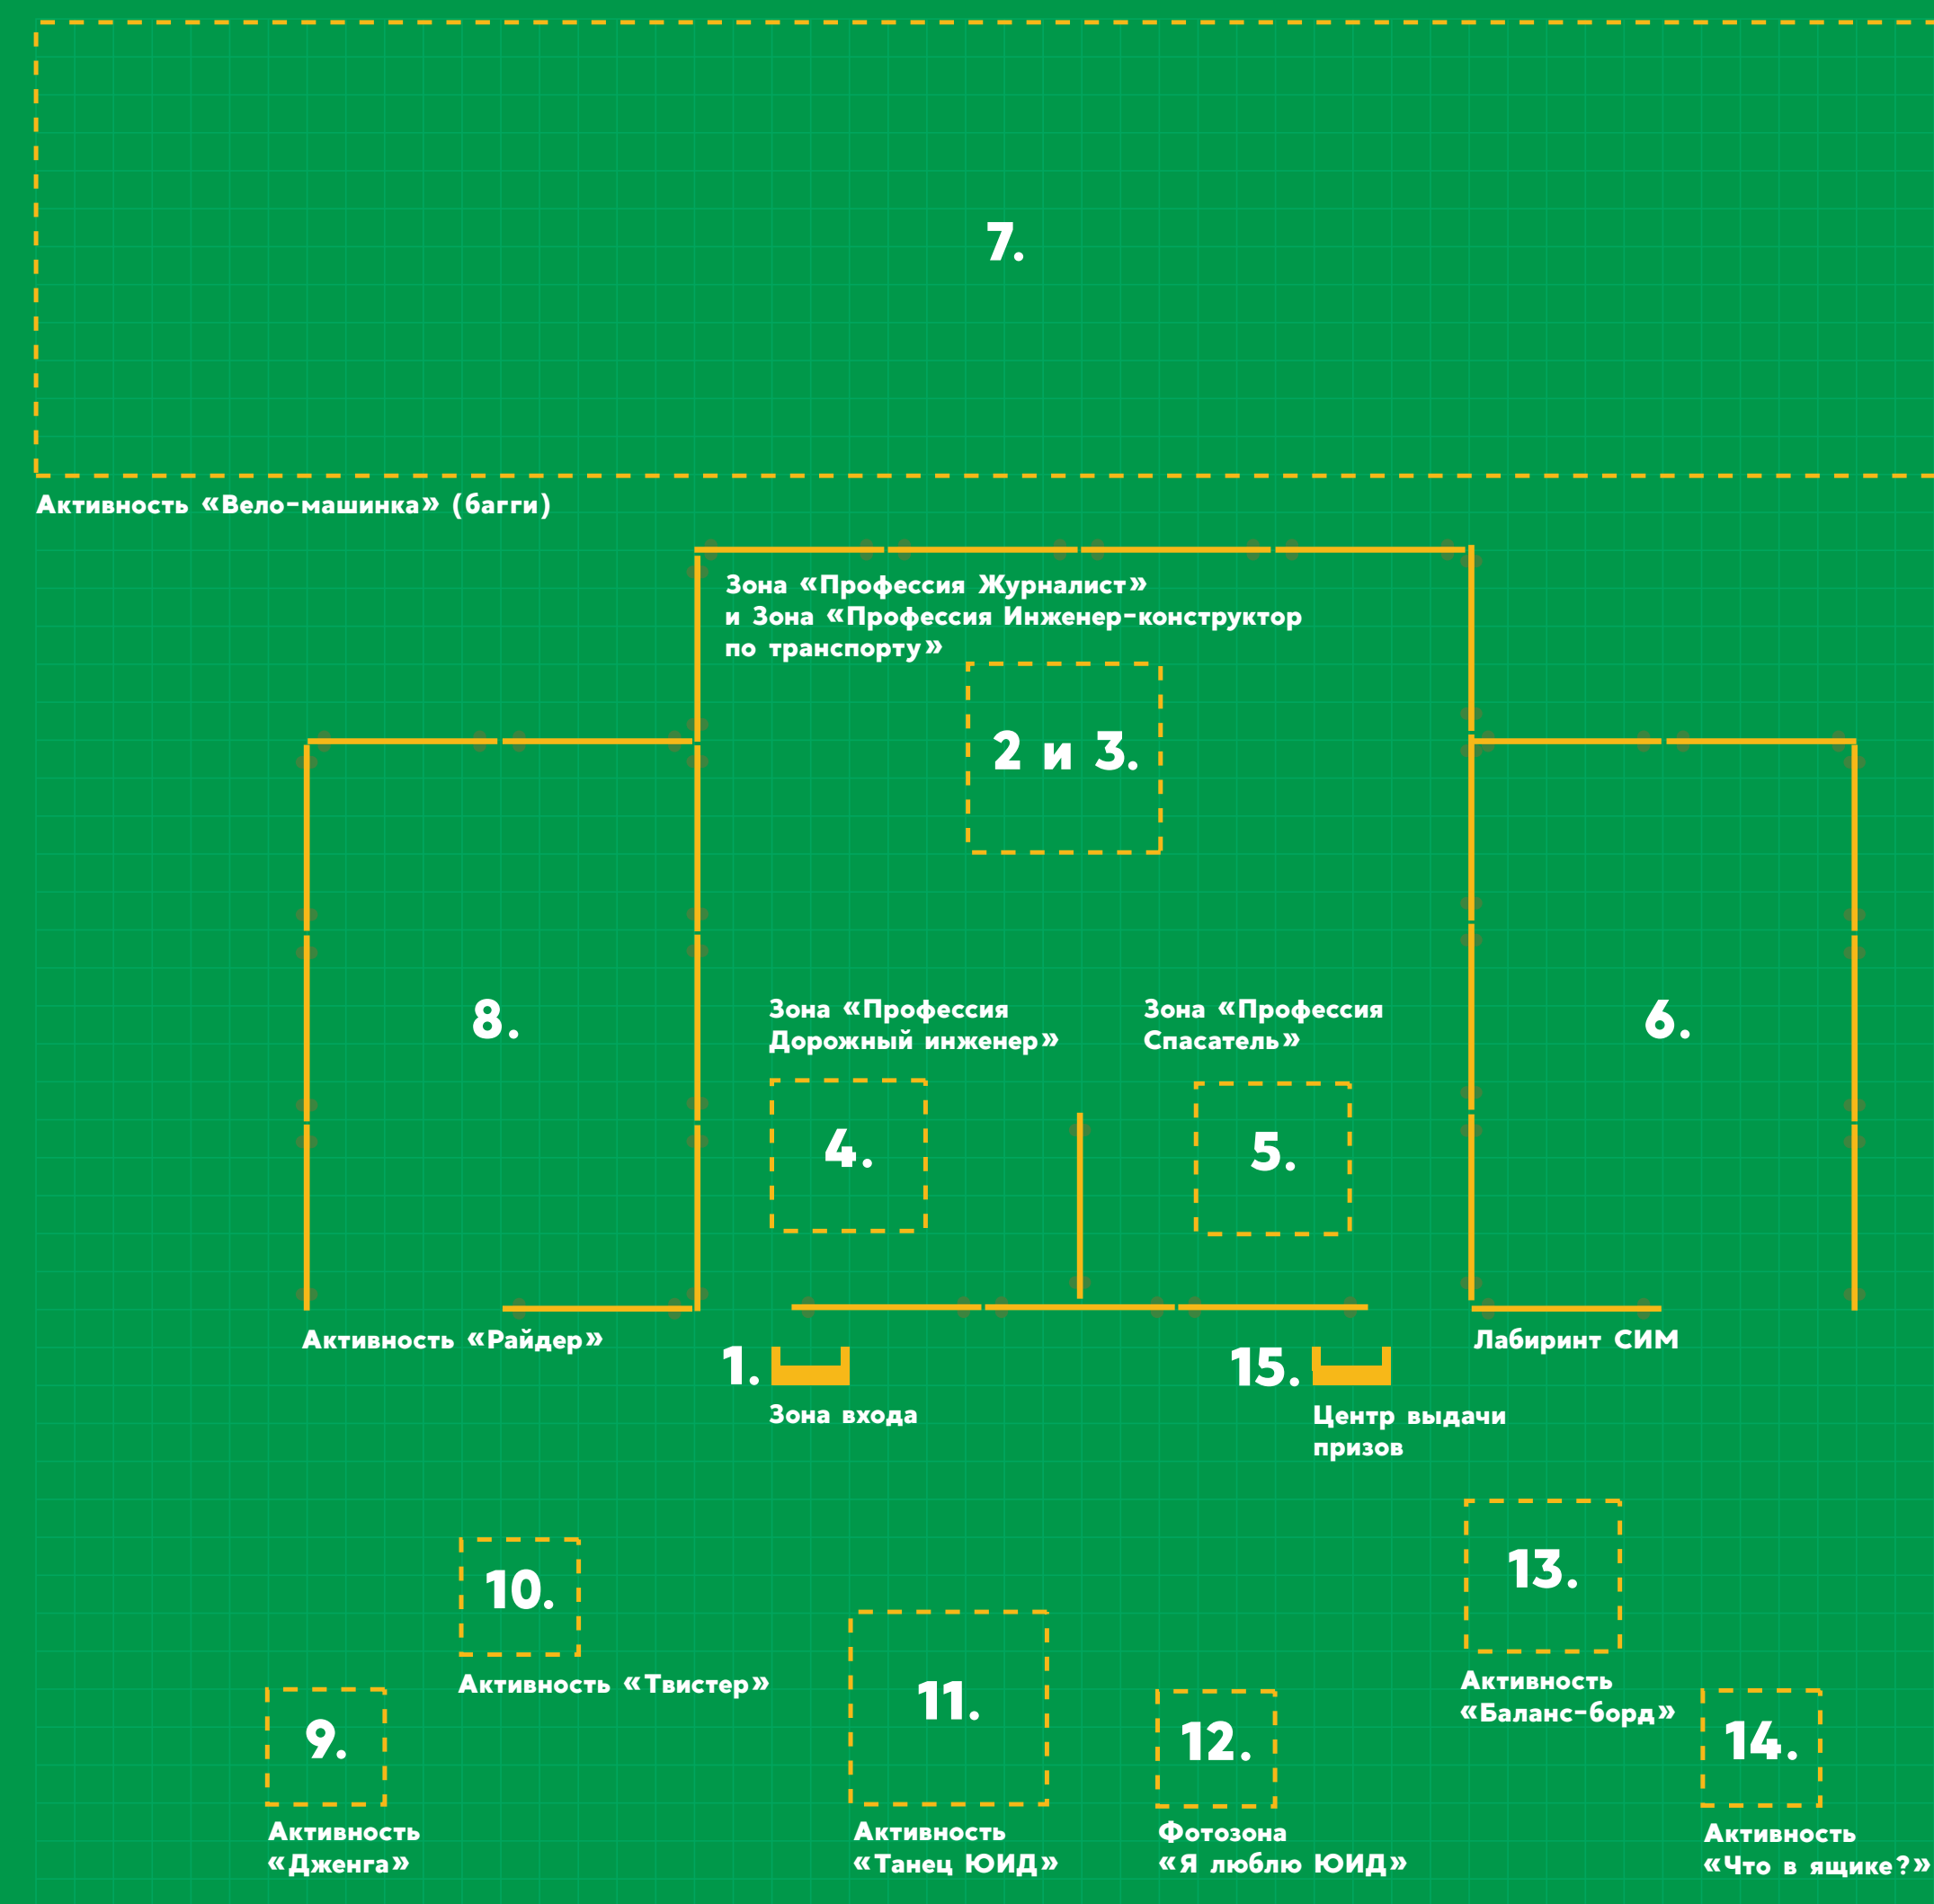 7.
Активность «Вело-машинка» (багги)
Зона «Профессия Журналист»
и Зона «Профессия Инженер-конструктор
по транспорту»
2 и 3.
8.
Зона «Профессия
Дорожный инженер»
4.
Зона «Профессия
Спасатель»
5.
6.
Активность «Райдер»
Лабиринт СИМ
1.
Зона входа
15.
Центр выдачи
призов
10.
Активность «Твистер»
13.
Активность
«Баланс-борд»
9.
Активность
«Дженга»
11.
Активность
«Танец ЮИД»
12.
Фотозона
«Я люблю ЮИД»
14.
Активность
«Что в ящике?»